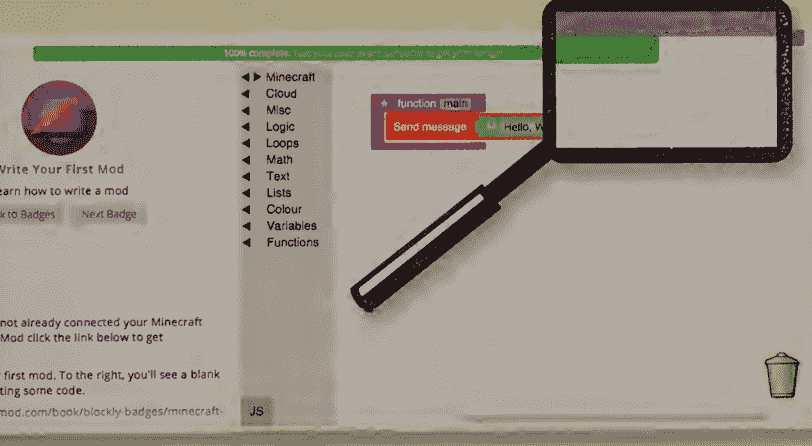 100% complete.
Write Your First Mod
earn how to write a mod
k to Badges
Next Badge
not already connected your Minecraft
Mod click the link below to get
first mod. To the right, you'll see a blank
ting some code.
mod.com/book/blockly-badges/minecraft-
Minecraft
Cloud
Misc
Logic
Loops
Math
Text
Lists
Colour
Variables
Functions
JS
function main
Send message
Hello, W